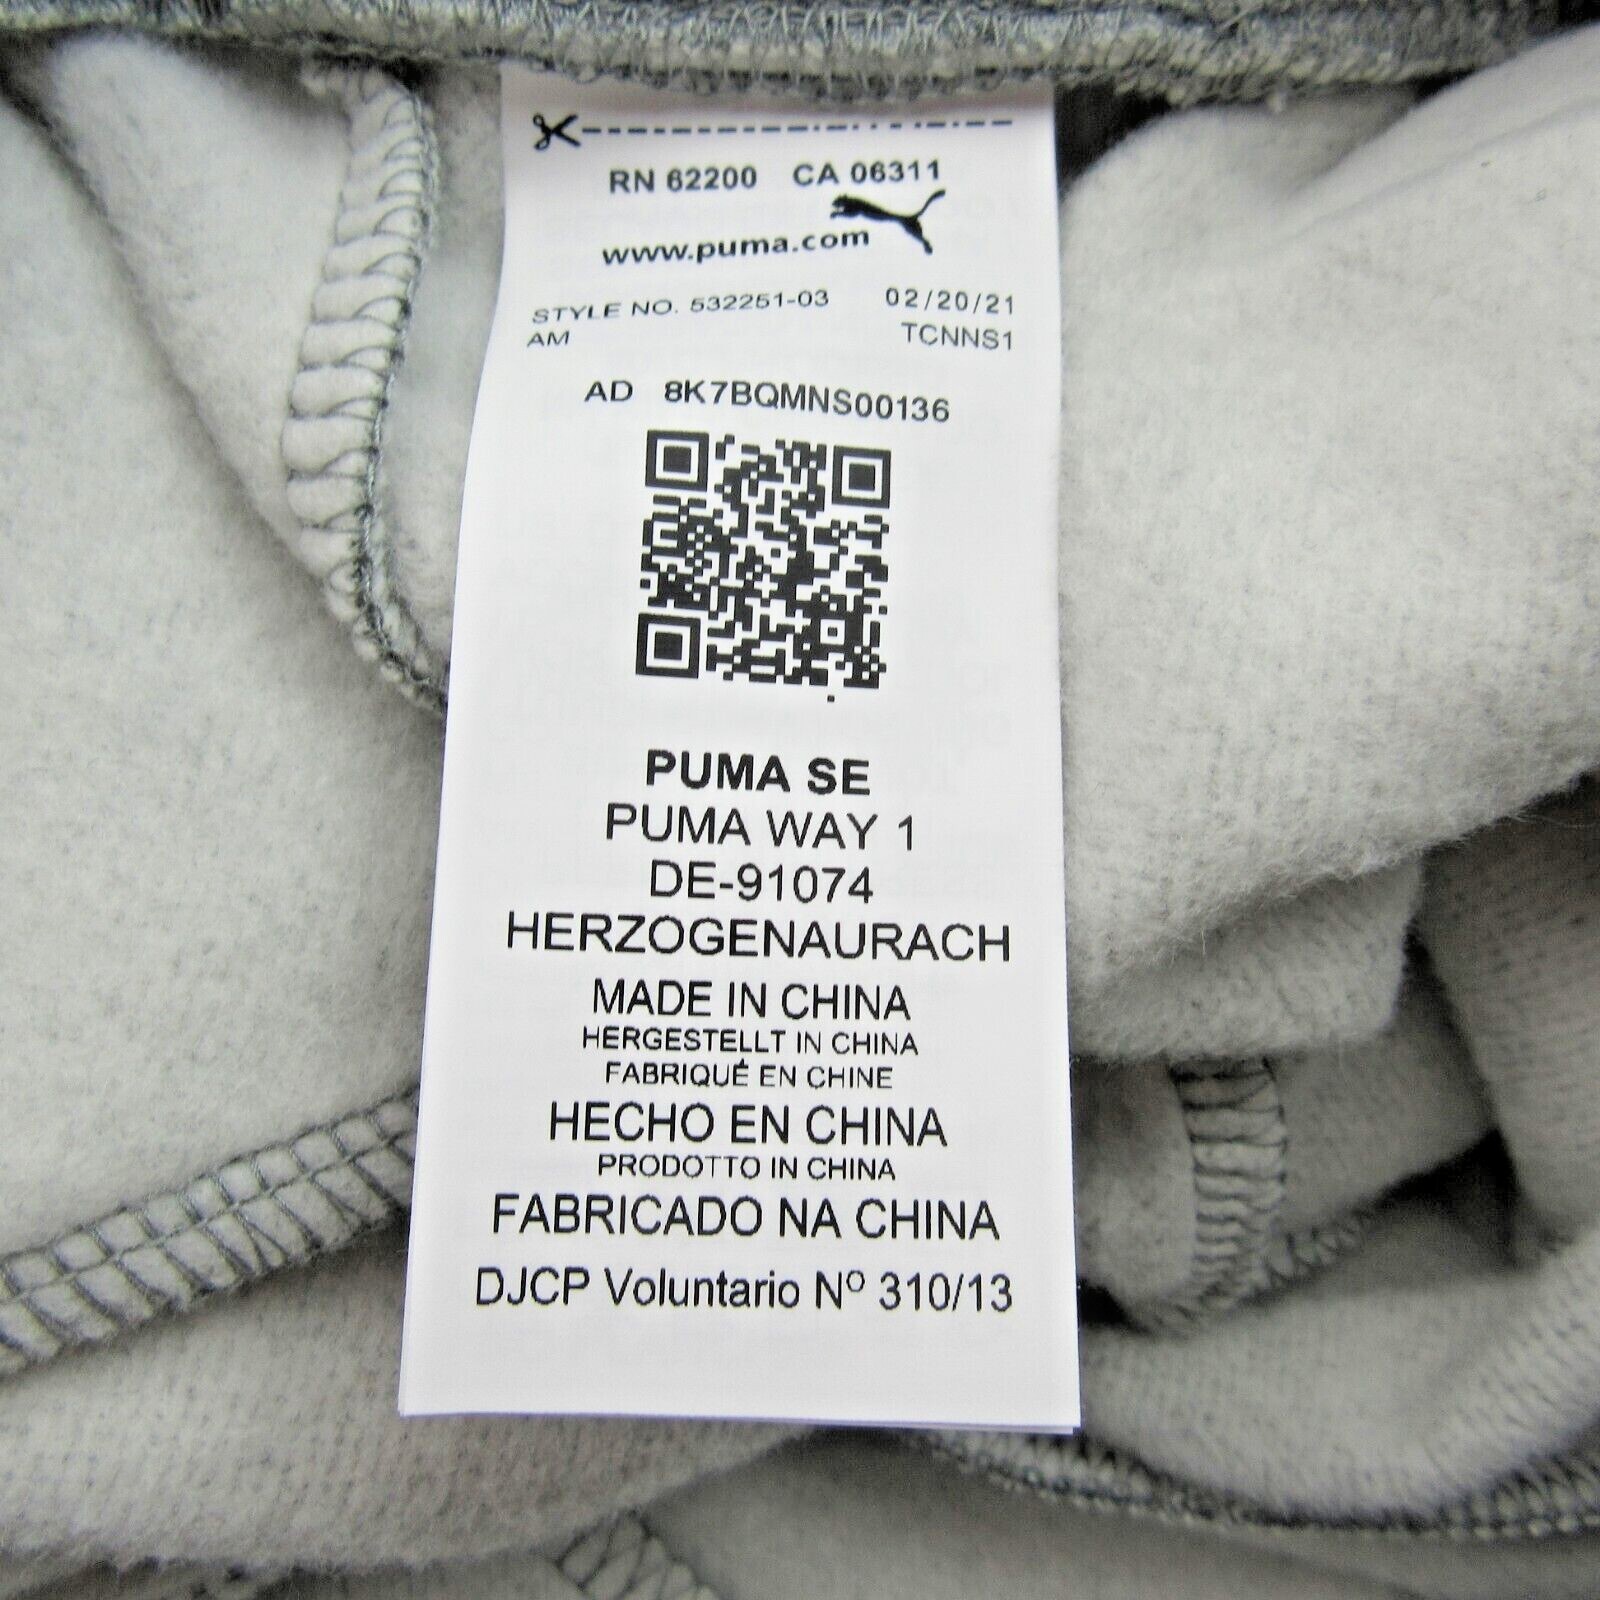 RN 62200 CA 06311
www.puma.com
STYLE NO. 532251-03 02/20/21
AM TCNNS1
AD 8K7BQMNS00136
PUMA SE
PUMA WAY 1
DE-91074
HERZOGENAURACH
MADE IN CHINA
HERGESTELLT IN CHINA
FABRIQUÉ EN CHINE
HECHO EN CHINA
PRODOTTO IN CHINA
FABRICADO NA CHINA
DJCP Voluntario Nº 310/13